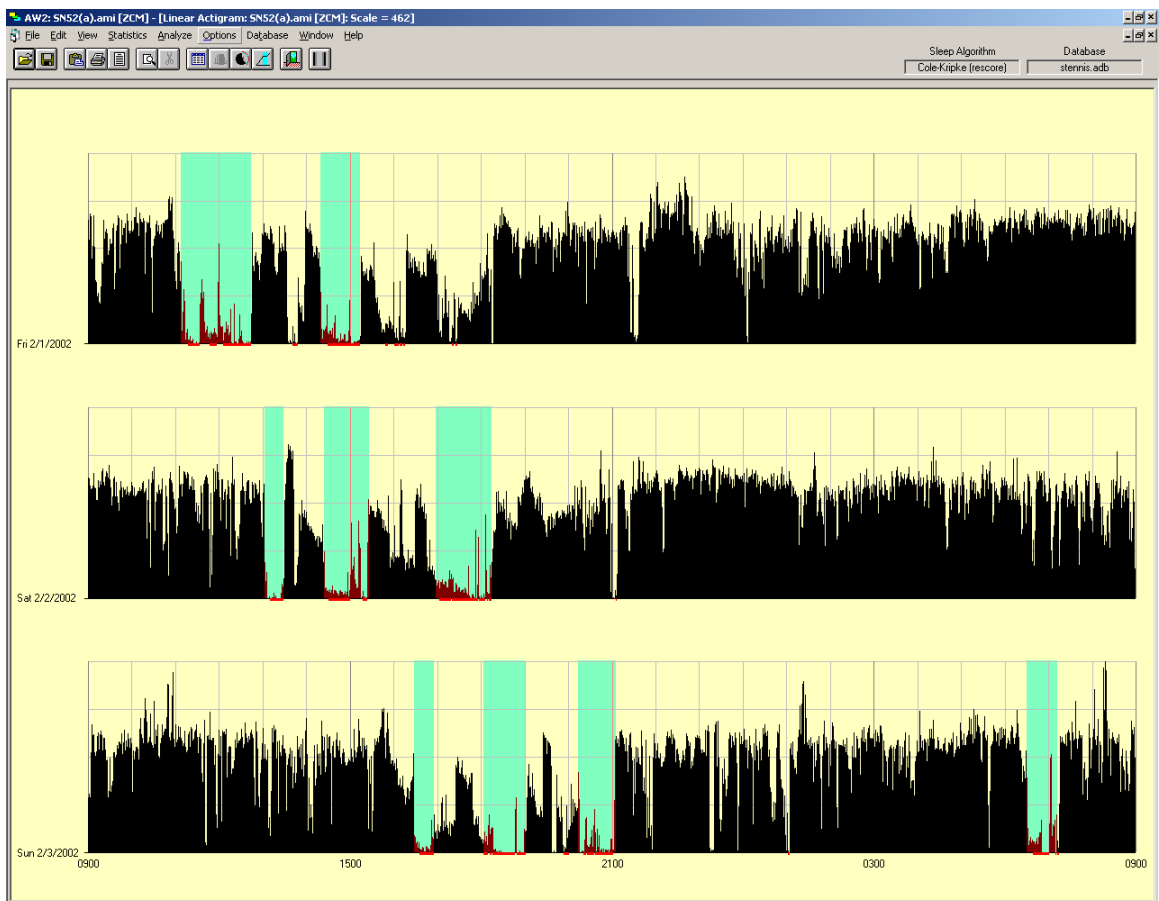 AW2: SN52(a).ami [ZCM] - [Linear Actigram: SN52(a).ami [ZCM]: Scale = 462]
File Edit View Statistics Analyze Options Database Window Help
Sleep Algorithm Database
Cole-Kripke (rescore) stennis.adb
Fri 2/1/2002
Sat 2/2/2002
Sun 2/3/2002
0900 1500 2100 0300 0900